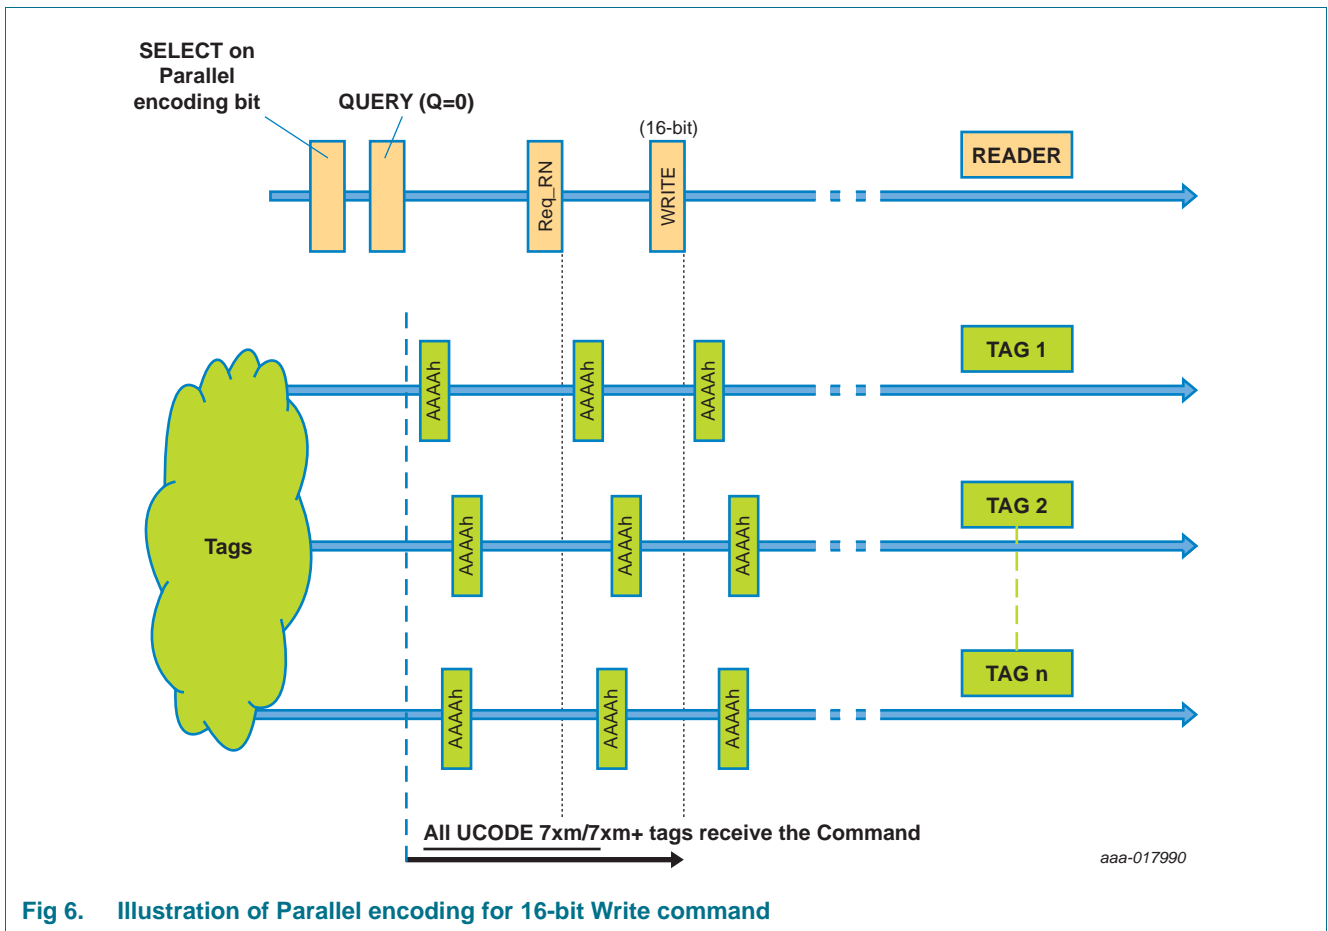 SELECT on
Parallel
encoding bit
QUERY (Q=0)
(16-bit)
Req_RN
WRITE
READER
AAAAh
AAAAh
AAAAh
TAG 1
Tags
AAAAh
AAAAh
AAAAh
TAG 2
AAAAh
AAAAh
AAAAh
TAG n
All UCODE 7xm/7xm+ tags receive the Command
aaa-017990
Fig 6. Illustration of Parallel encoding for 16-bit Write command